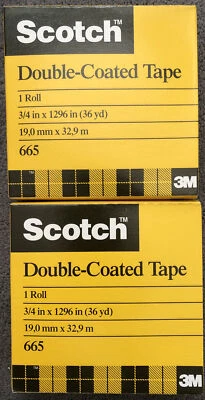 Scotch™
Double-Coated Tape
1 Roll
3/4 in x 1296 in (36 yd)
19,0 mm x 32,9 m
665
3M
Scotch™
Double-Coated Tape
1 Roll
3/4 in x 1296 in (36 yd)
19,0 mm x 32,9 m
665
3M